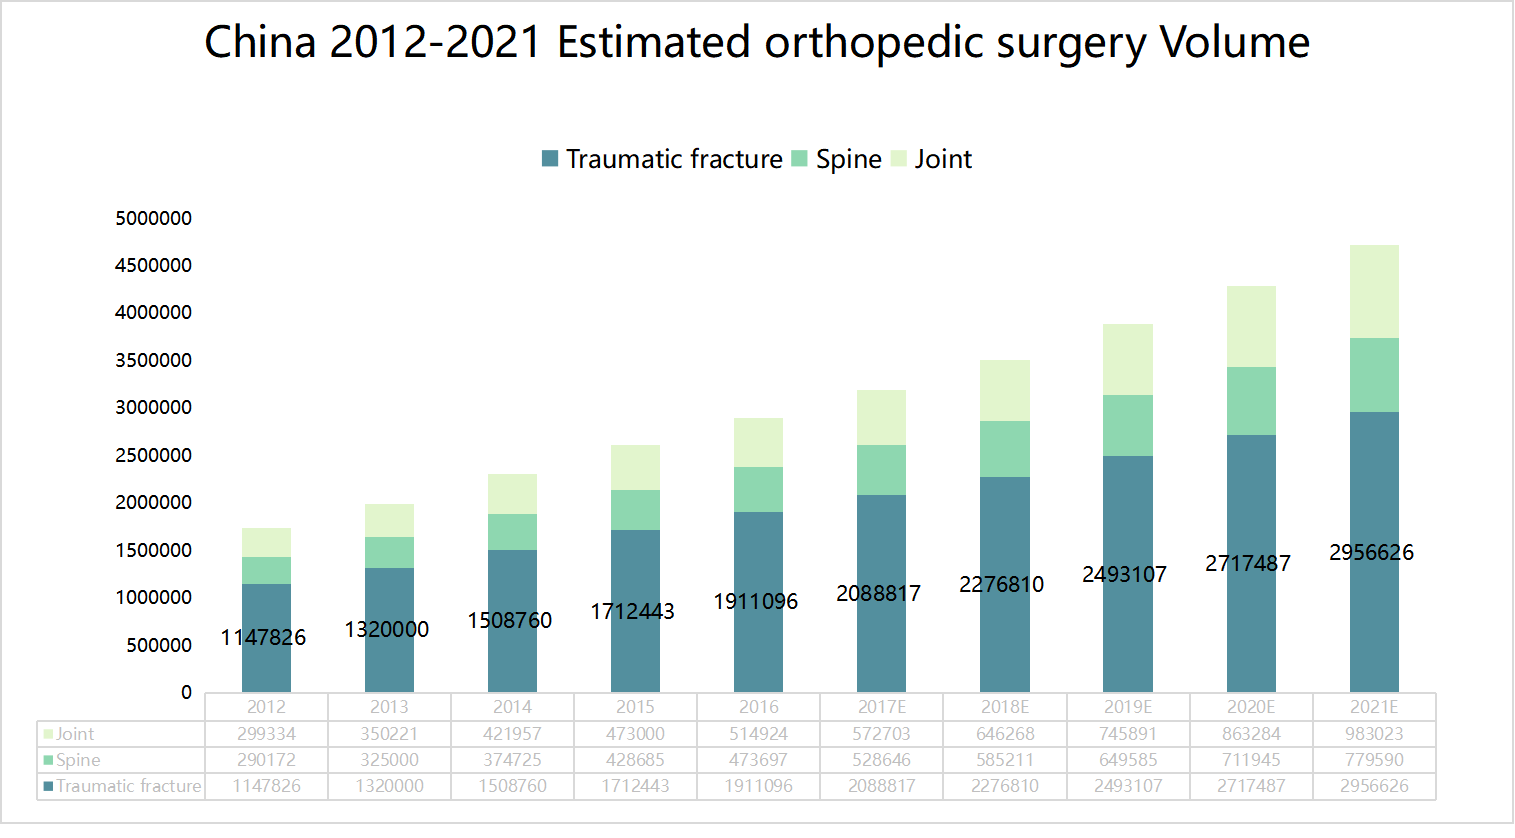 China 2012-2021 Estimated orthopedic surgery Volume
Traumatic fracture Spine Joint
5000000
4500000
4000000
3500000
3000000
2500000
2000000
1500000
1000000
500000
0
1147826 1320000 1508760 1712443 1911096 2088817 2276810 2493107 2717487 2956626
2012 2013 2014 2015 2016 2017E 2018E 2019E 2020E 2021E
Joint 299334 350221 421957 473000 514924 572703 646268 745891 863284 983023
Spine 290172 325000 374725 428685 473697 528646 585211 649585 711945 779590
Traumatic fracture 1147826 1320000 1508760 1712443 1911096 2088817 2276810 2493107 2717487 2956626